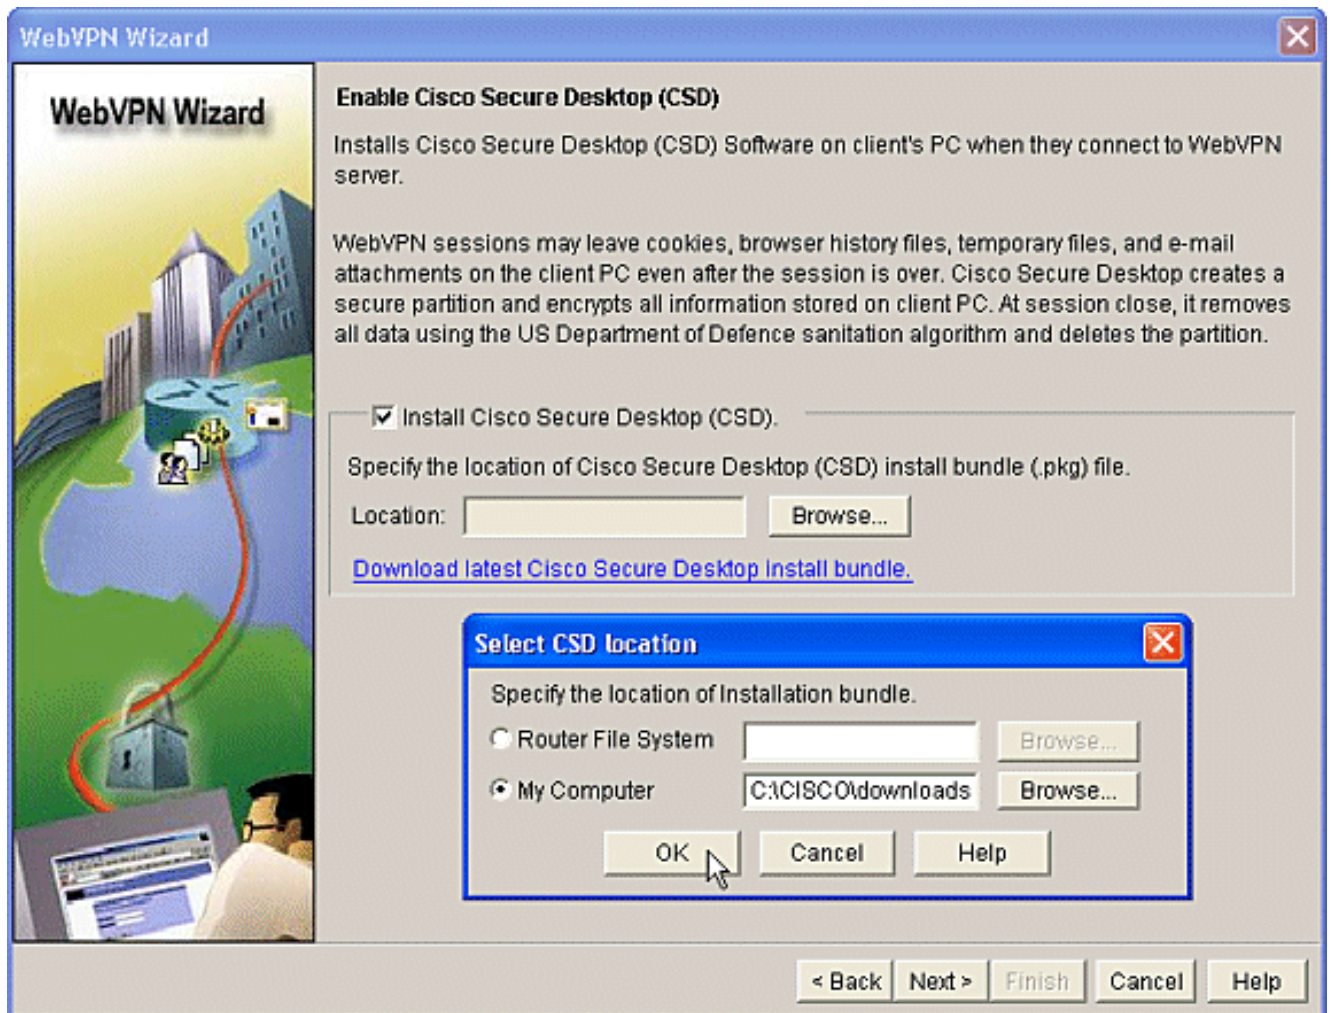 WebVPN Wizard
WebVPN Wizard
Enable Cisco Secure Desktop (CSD)
Installs Cisco Secure Desktop (CSD) Software on client's PC when they connect to WebVPN
server.
WebVPN sessions may leave cookies, browser history files, temporary files, and e-mail
attachments on the client PC even after the session is over. Cisco Secure Desktop creates a
secure partition and encrypts all information stored on client PC. At session close, it removes
all data using the US Department of Defence sanitation algorithm and deletes the partition.
Install Cisco Secure Desktop (CSD).
Specify the location of Cisco Secure Desktop (CSD) install bundle (.pkg) file.
Location: Browse...
Download latest Cisco Secure Desktop install bundle.
Select CSD location
Specify the location of Installation bundle.
Router File System Browse...
My Computer C:\CISCO\downloads Browse...
OK Cancel Help
< Back Next > Finish Cancel Help